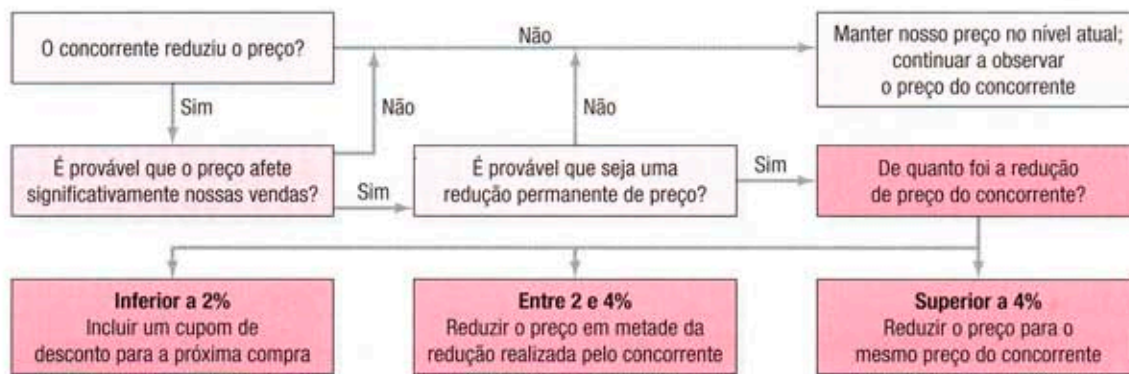 O concorrente reduziu o preço?
Não
Manter nosso preço no nível atual;
continuar a observar
o preço do concorrente
Sim
Não
Não
É provável que o preço afete
significativamente nossas vendas?
Sim
É provável que seja uma
redução permanente de preço?
Sim
De quanto foi a redução
de preço do concorrente?
Inferior a 2%
Incluir um cupom de
desconto para a próxima compra
Entre 2 e 4%
Reduzir o preço em metade da
redução realizada pelo concorrente
Superior a 4%
Reduzir o preço para o
mesmo preço do concorrente